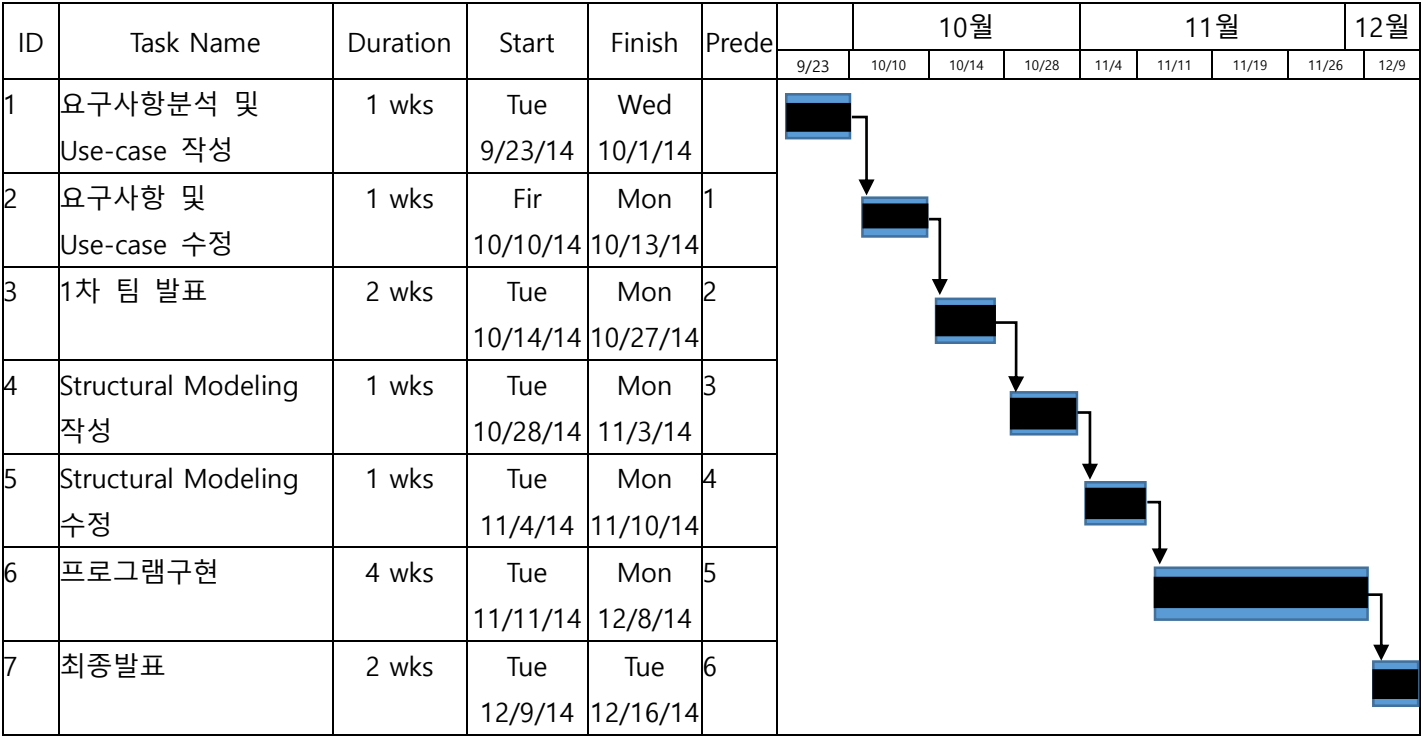 ID Task Name Duration Start Finish Prede 10월 11월 12월
9/23 10/10 10/14 10/28 11/4 11/11 11/19 11/26 12/9
1 요구사항분석 및 1 wks Tue Wed
Use-case 작성 9/23/14 10/1/14
2 요구사항 및 1 wks Fir Mon 1
Use-case 수정 10/10/14 10/13/14
3 1차 팀 발표 2 wks Tue Mon 2
10/14/14 10/27/14
4 Structural Modeling 1 wks Tue Mon 3
작성 10/28/14 11/3/14
5 Structural Modeling 1 wks Tue Mon 4
수정 11/4/14 11/10/14
6 프로그램구현 4 wks Tue Mon 5
11/11/14 12/8/14
7 최종발표 2 wks Tue Tue 6
12/9/14 12/16/14